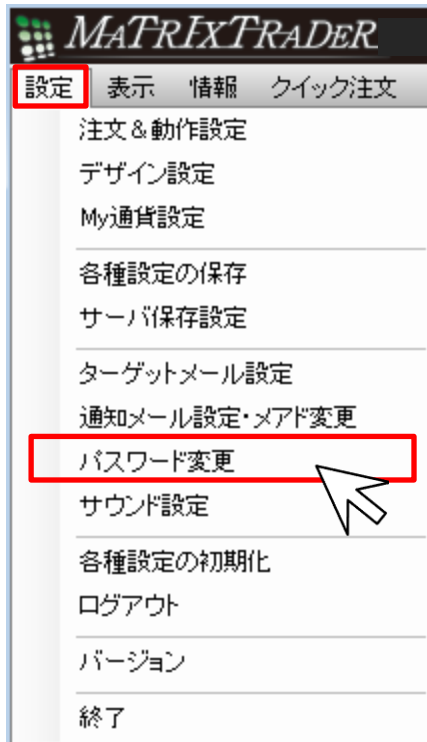 MATRIXTRADER
設定 表示 情報 クイック注文
注文&動作設定
デザイン設定
My通貨設定
各種設定の保存
サーバ保存設定
ターゲットメール設定
通知メール設定・メアド変更
パスワード変更
サウンド設定
各種設定の初期化
ログアウト
バージョン
終了